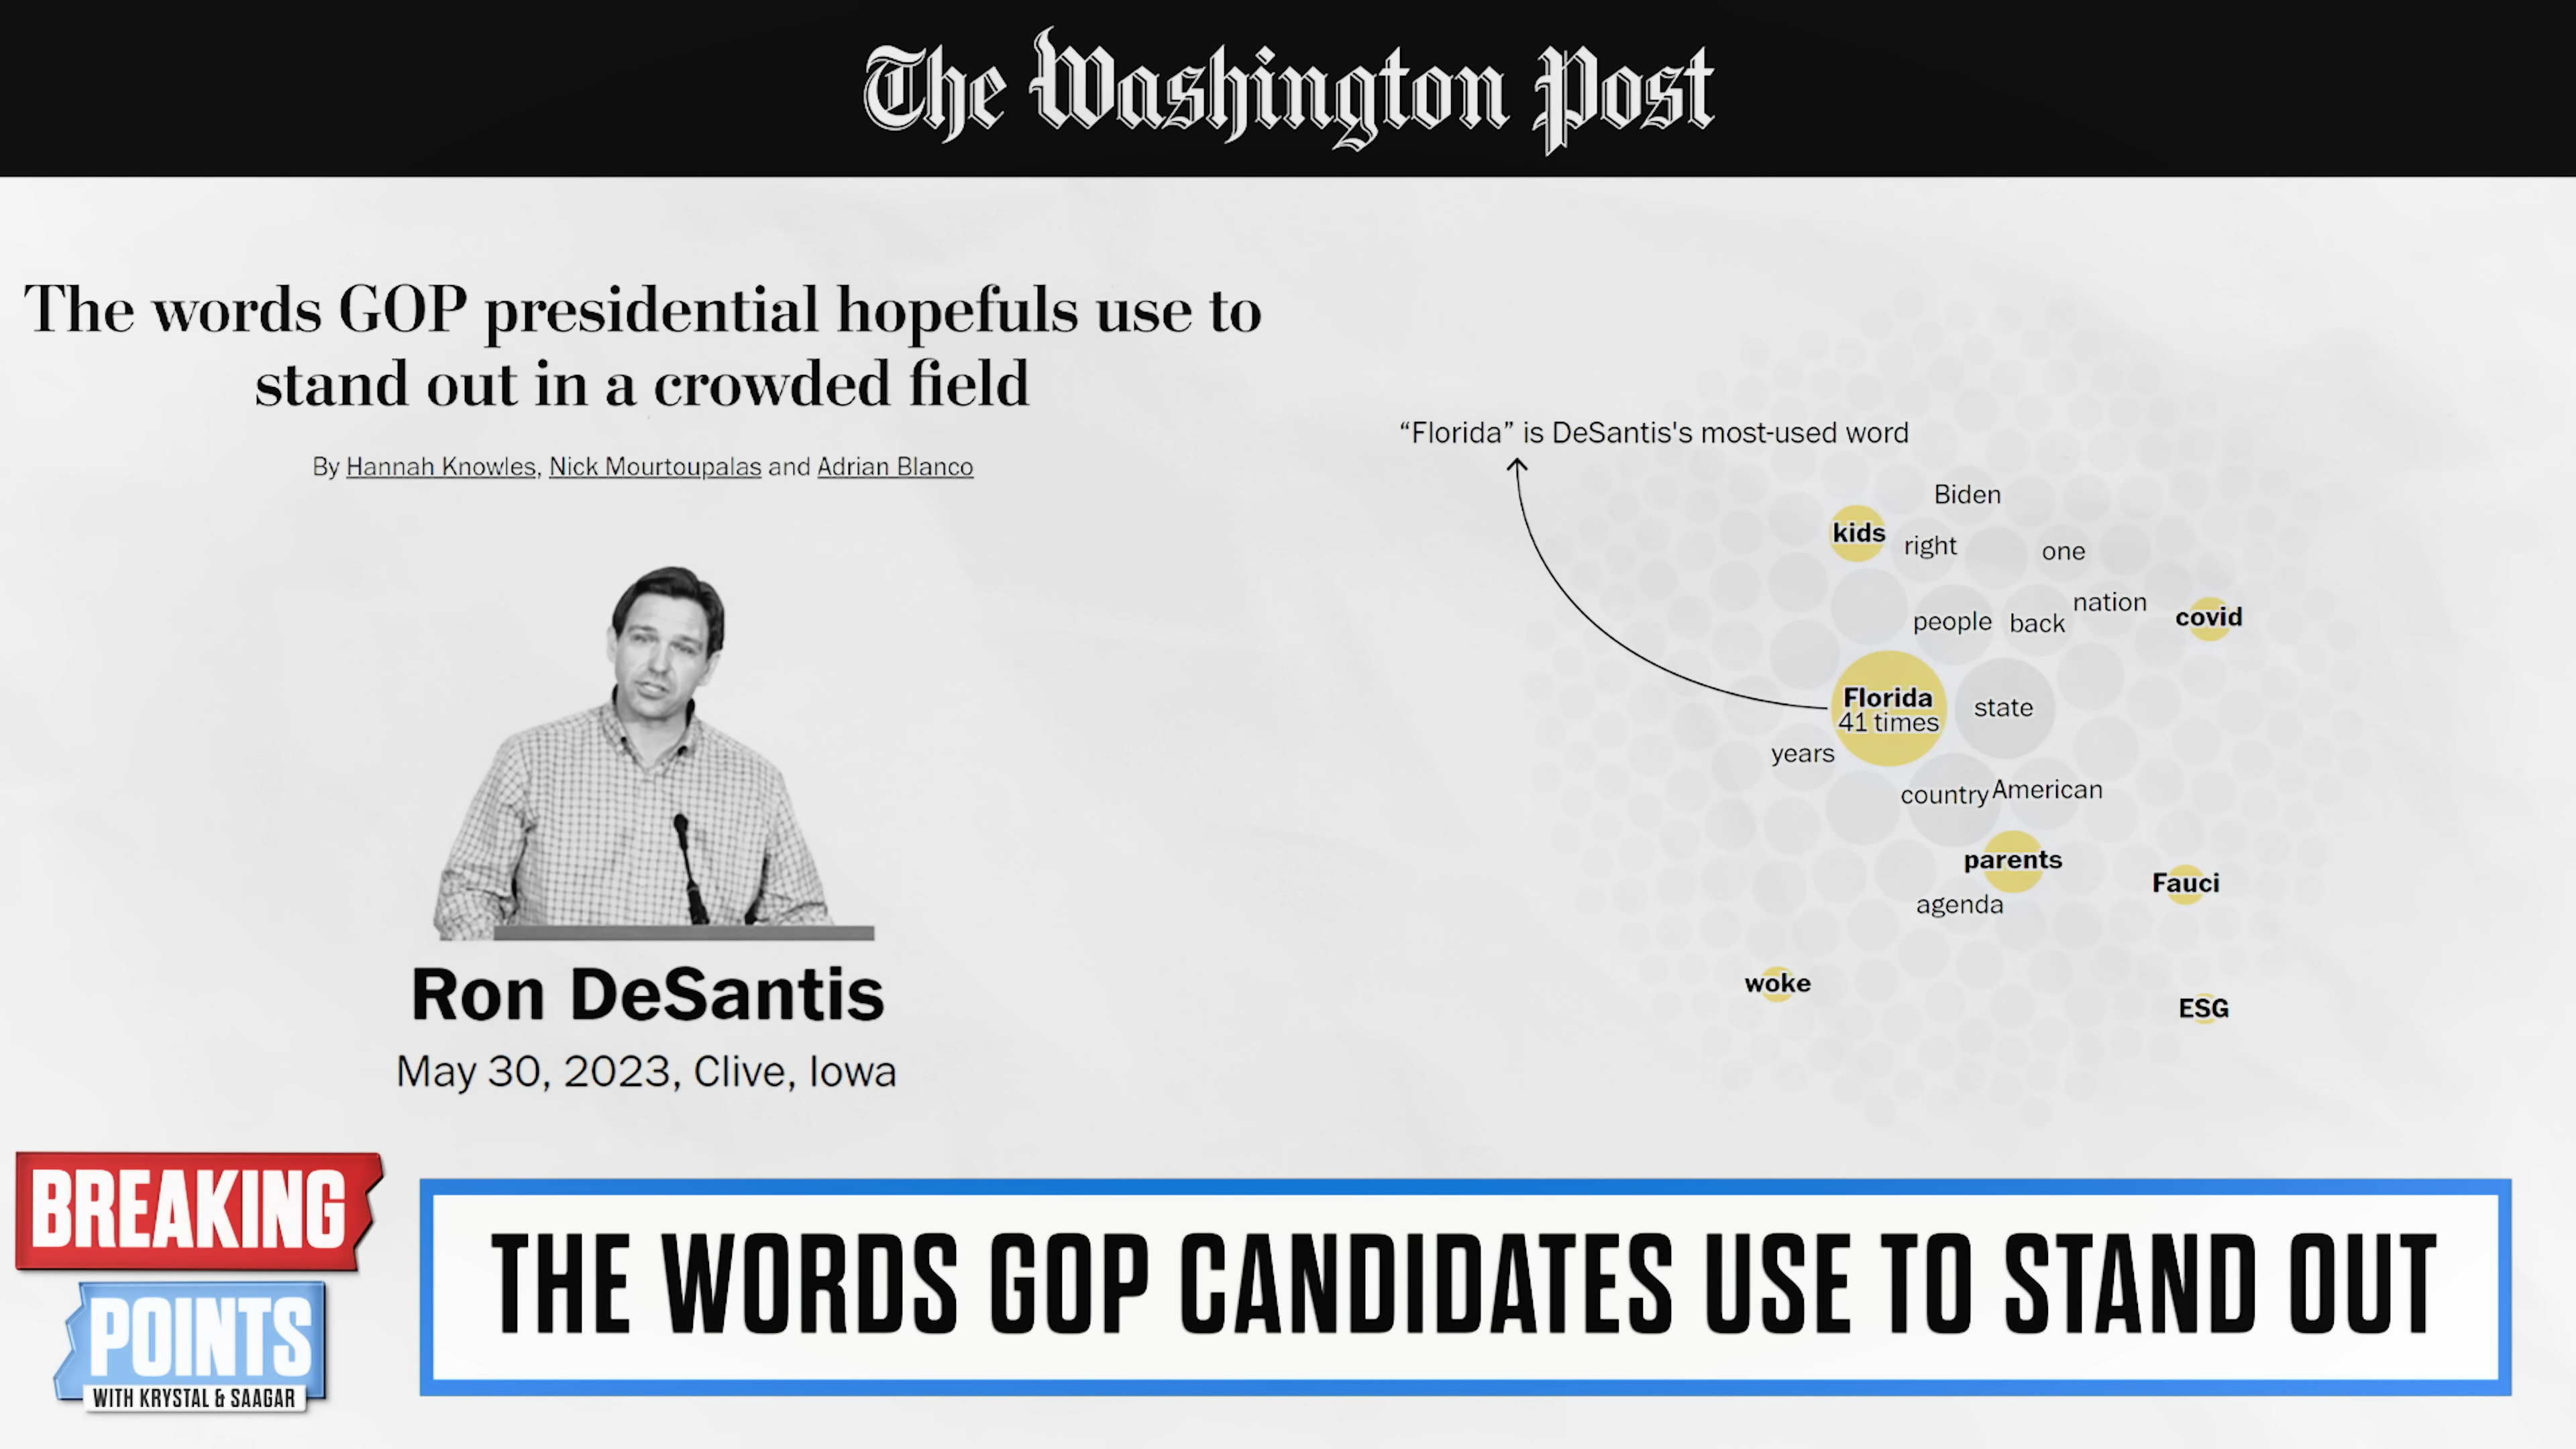 The Washington Post
The words GOP presidential hopefuls use to
stand out in a crowded field
By Hannah Knowles, Nick Mourtoupalas and Adrian Blanco
Ron DeSantis
May 30, 2023, Clive, Iowa
“Florida” is DeSantis's most-used word
Biden
kids
right
one
nation
covid
people
back
Florida
41 times
state
years
country
American
parents
Fauci
agenda
woke
ESG
BREAKING
POINTS
WITH KRYSTAL & SAAGAR
THE WORDS GOP CANDIDATES USE TO STAND OUT